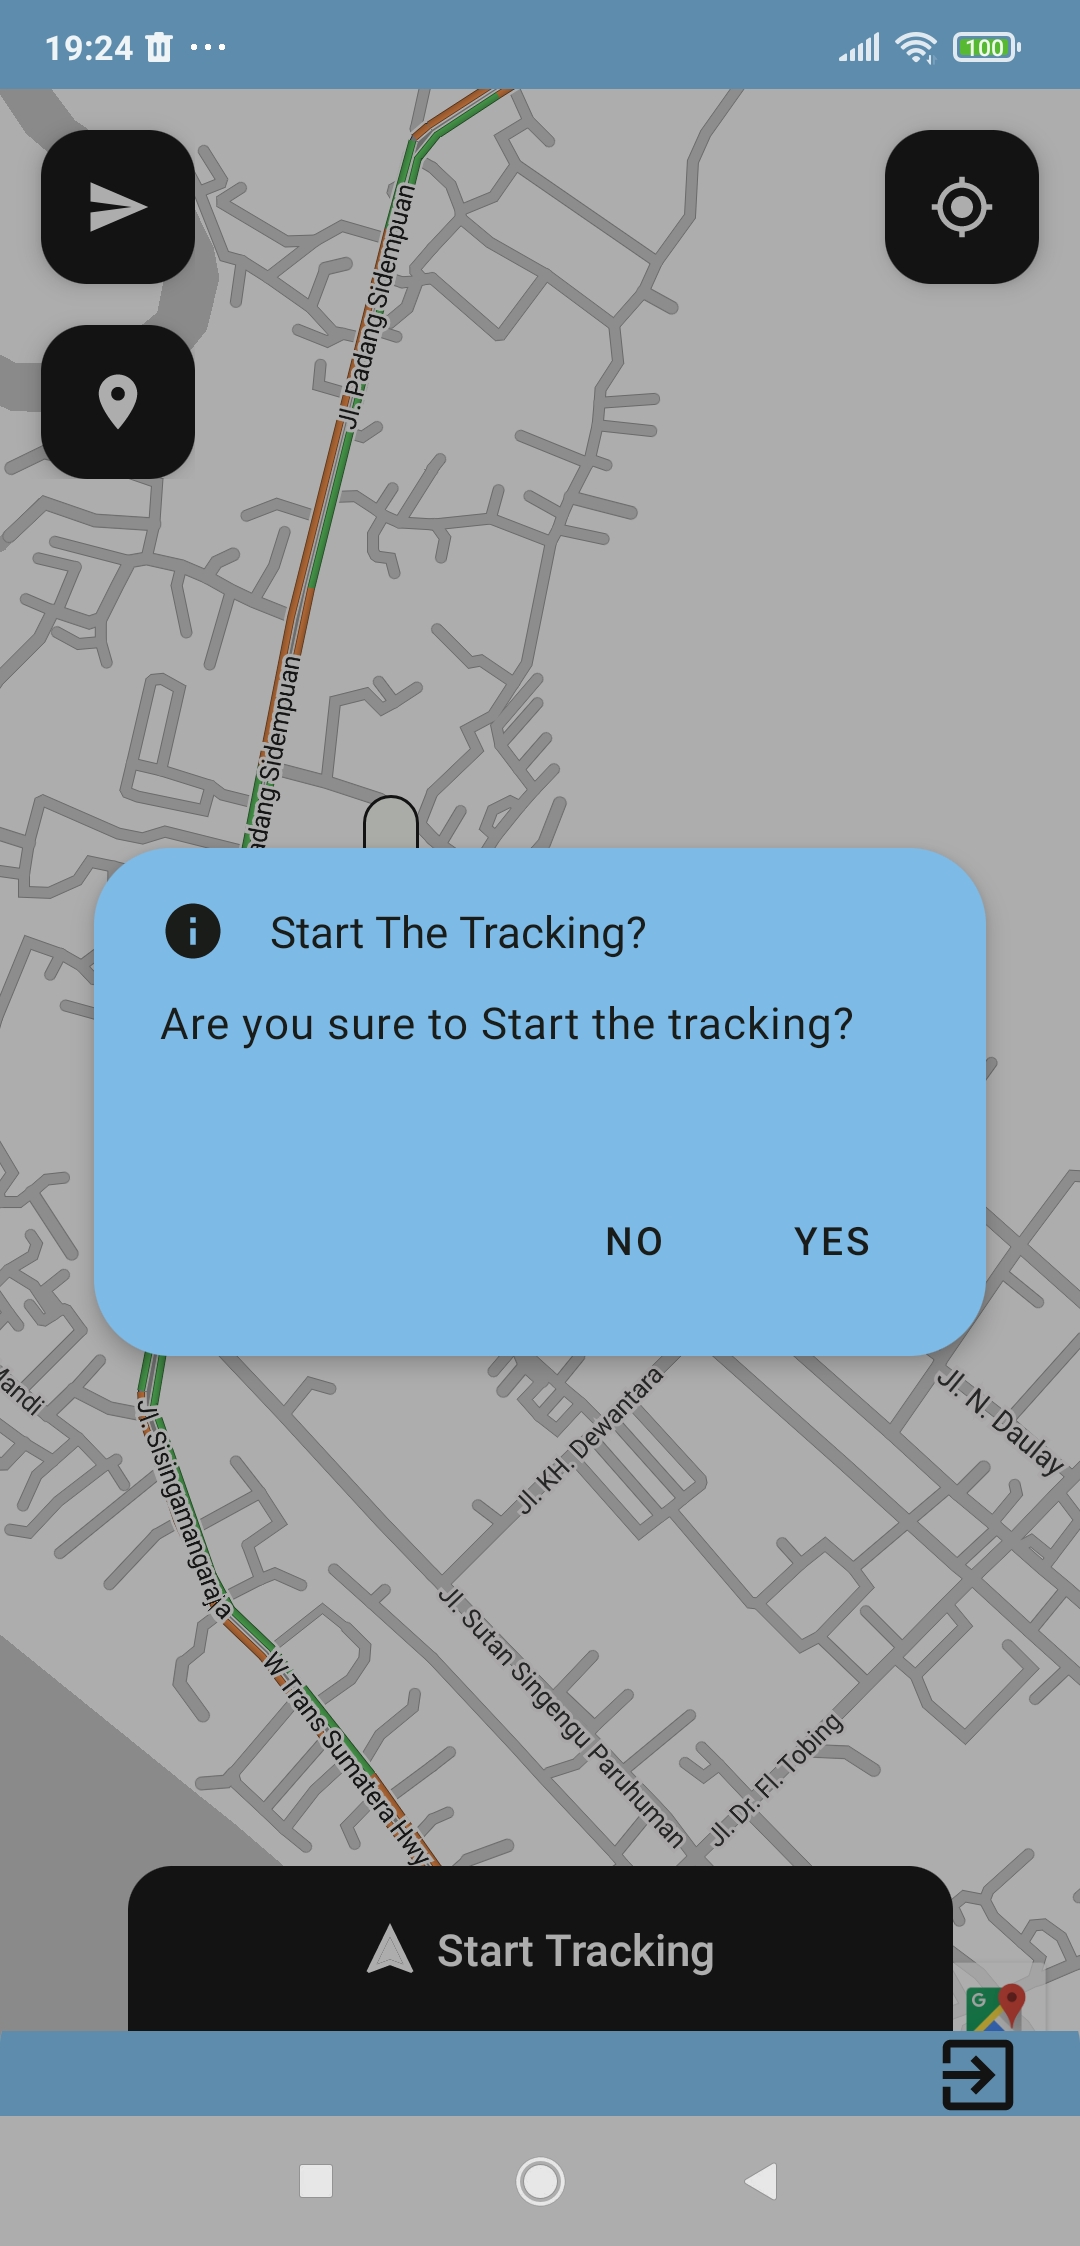 19:24
100
Jl. Padang Sidempuan
adang Sidempuan
Start The Tracking?
Are you sure to Start the tracking?
NO YES
Mandi
Jl. Sisingamangaraja
Jl. KH. Dewantara
Jl. N. Daulay
Jl. Sutan Singengu Paruhuman
W Trans Sumatera Hwy
Jl. Dr. Fl. Tobing
Start Tracking
G